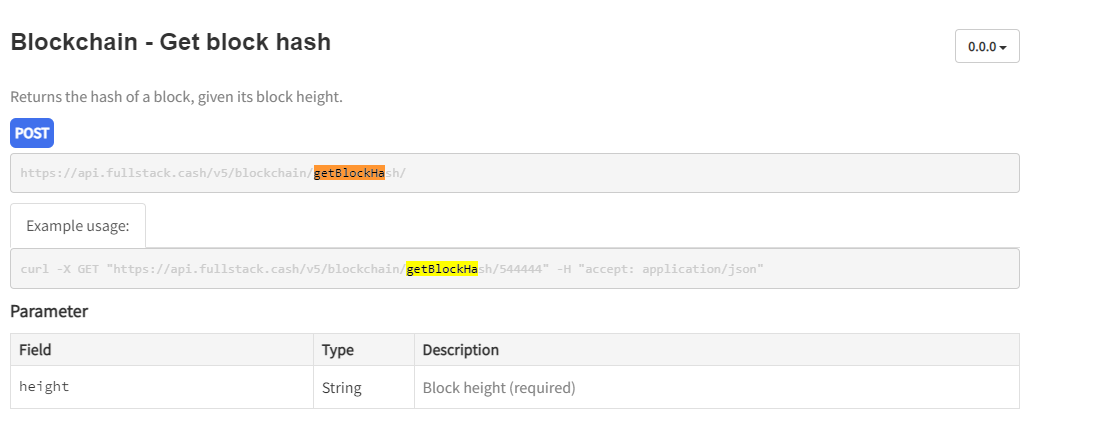 Blockchain - Get block hash
0.0.0
Returns the hash of a block, given its block height.
POST
https://api.fullstack.cash/v5/blockchain/getBlockHash/
Example usage:
curl -X GET "https://api.fullstack.cash/v5/blockchain/getBlockHash/544444" -H "accept: application/json"
Parameter
Field Type Description
height String Block height (required)